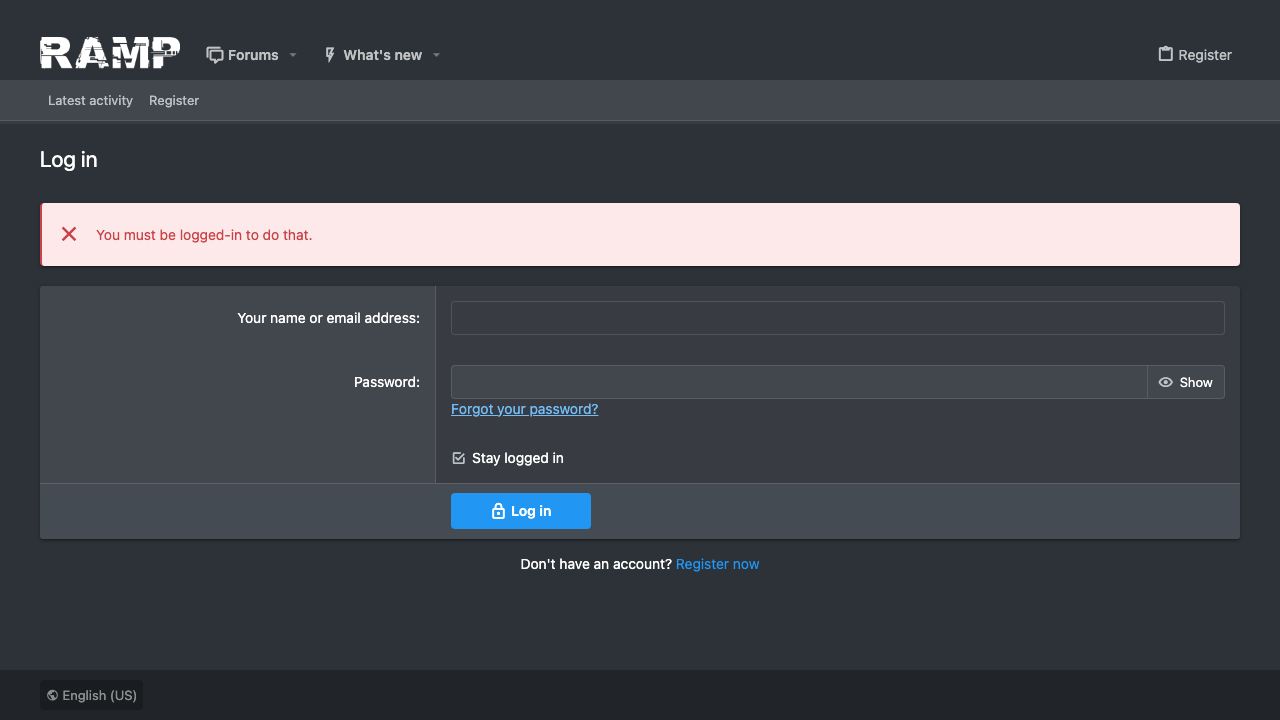 RAMP
Forums
What's new
Register
Latest activity
Register
Log in
You must be logged-in to do that.
Your name or email address:
Password:
Show
Forgot your password?
Stay logged in
Log in
Don't have an account? Register now
English (US)